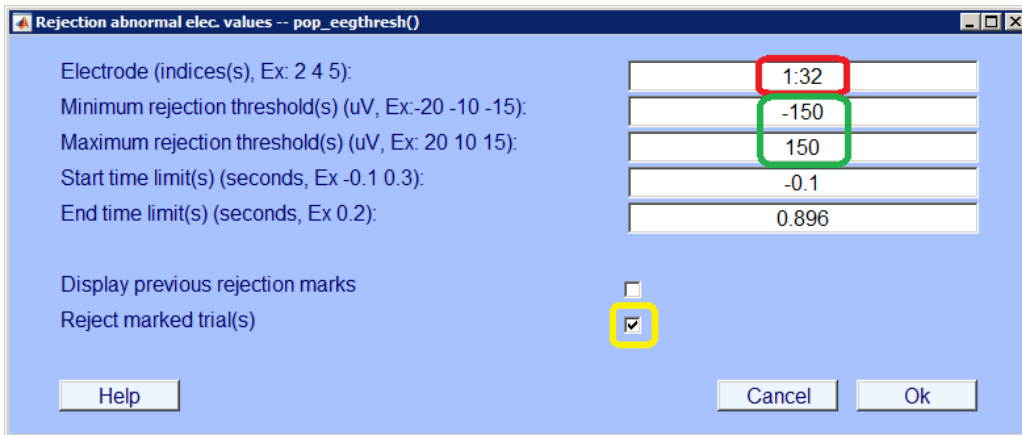 Rejection abnormal elec. values -- pop_eegthresh()
Electrode (indices(s), Ex: 2 4 5): 1:32
Minimum rejection threshold(s) (uV, Ex:-20 -10 -15): -150
Maximum rejection threshold(s) (uV, Ex: 20 10 15): 150
Start time limit(s) (seconds, Ex -0.1 0.3): -0.1
End time limit(s) (seconds, Ex 0.2): 0.896
Display previous rejection marks
Reject marked trial(s)
Help Cancel Ok